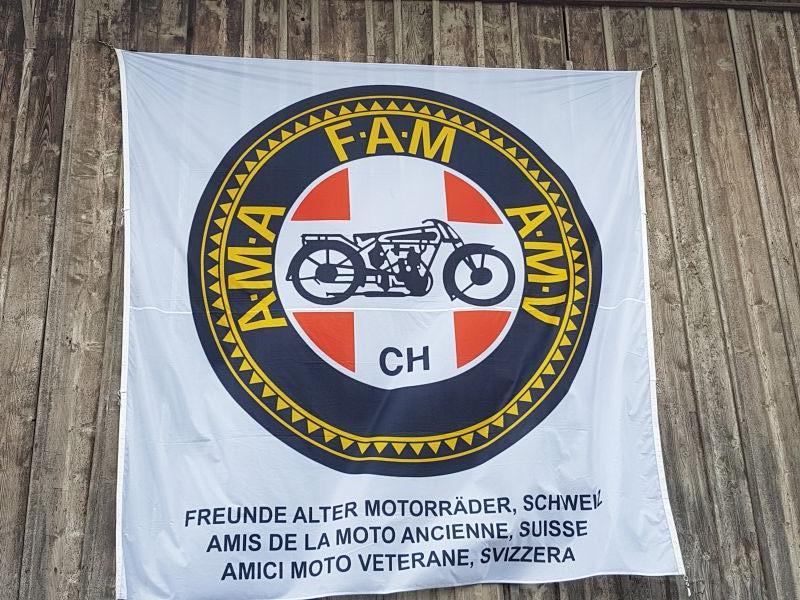 F·A·M
A·M·A
A·M·V
CH
FREUNDE ALTER MOTORRÄDER, SCHWEIZ
AMIS DE LA MOTO ANCIENNE, SUISSE
AMICI MOTO VETERANE, SVIZZERA